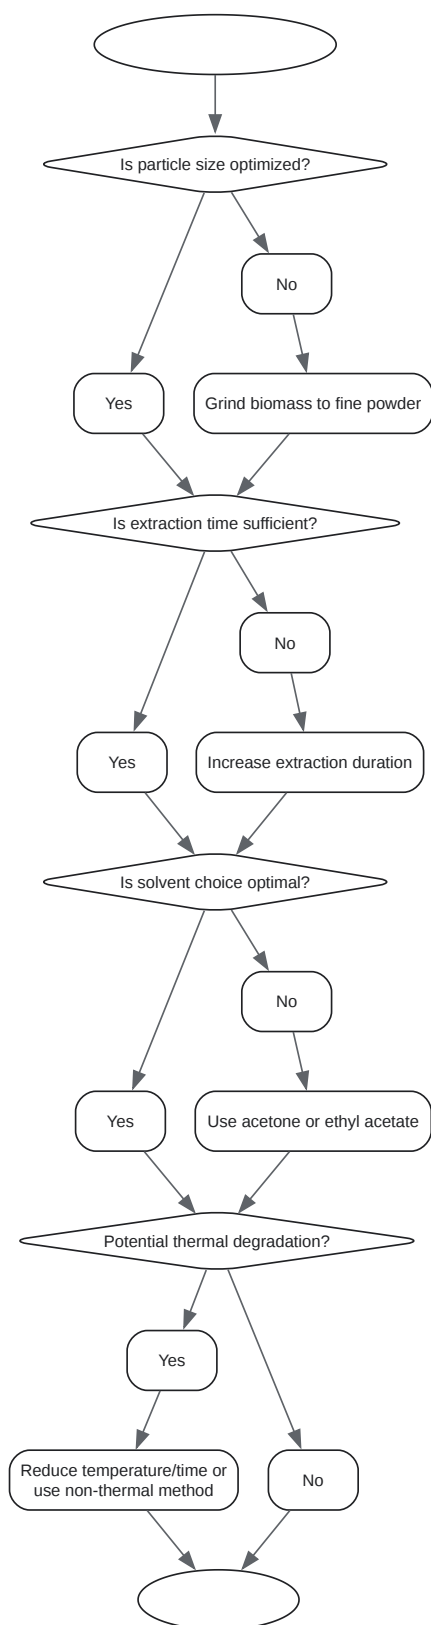 Is particle size optimized?
No
Yes
Grind biomass to fine powder
Is extraction time sufficient?
No
Yes
Increase extraction duration
Is solvent choice optimal?
No
Yes
Use acetone or ethyl acetate
Potential thermal degradation?
Yes
Reduce temperature/time or
use non-thermal method
No